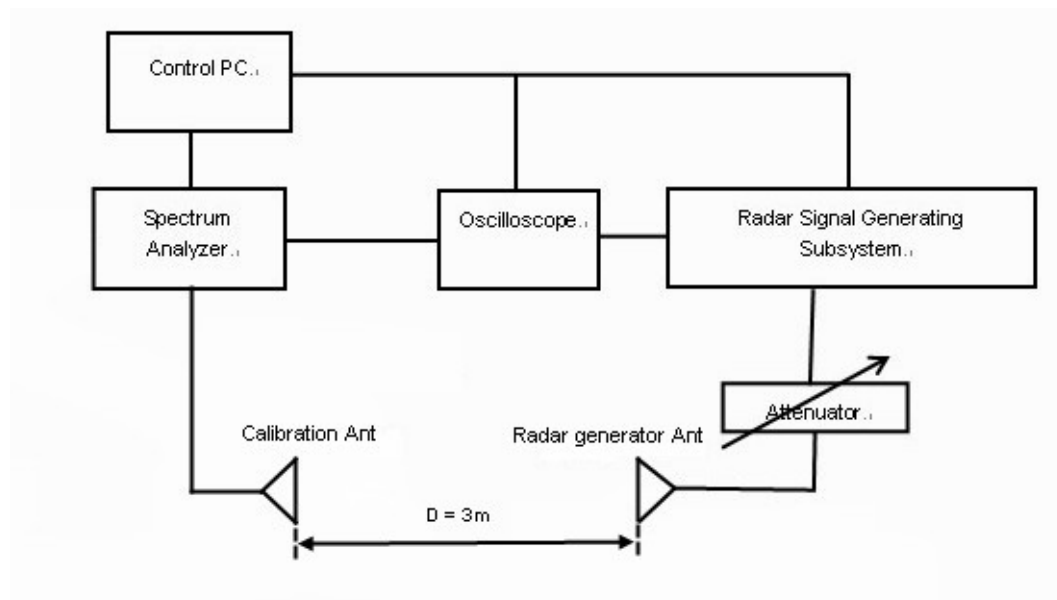 Control PC
Spectrum
Analyzer
Oscilloscope
Radar Signal Generating
Subsystem
Attenuator
Calibration Ant
Radar generator Ant
D = 3m